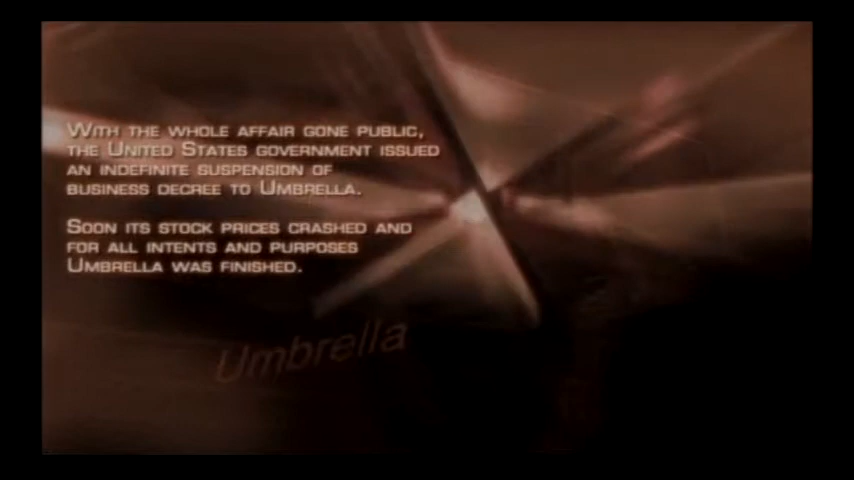 With the whole affair gone public,
the United States government issued
an indefinite suspension of
business decree to Umbrella.
Soon its stock prices crashed and
for all intents and purposes
Umbrella was finished.
Umbrella